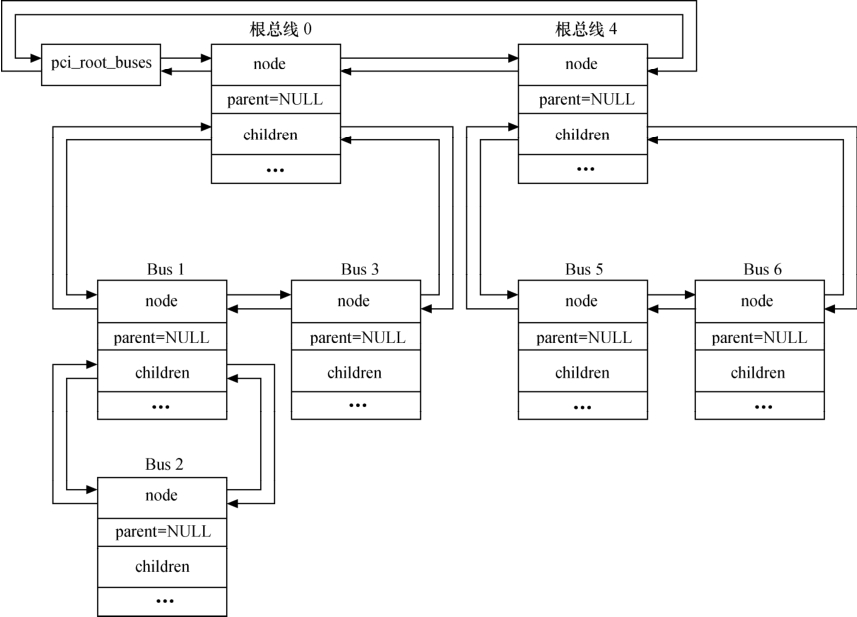 根总线 0
根总线 4
pci_root_buses
node
node
parent=NULL
parent=NULL
children
children
...
...
Bus 1
Bus 3
Bus 5
Bus 6
node
node
node
node
parent=NULL
parent=NULL
parent=NULL
parent=NULL
children
children
children
children
...
...
...
...
Bus 2
node
parent=NULL
children
...